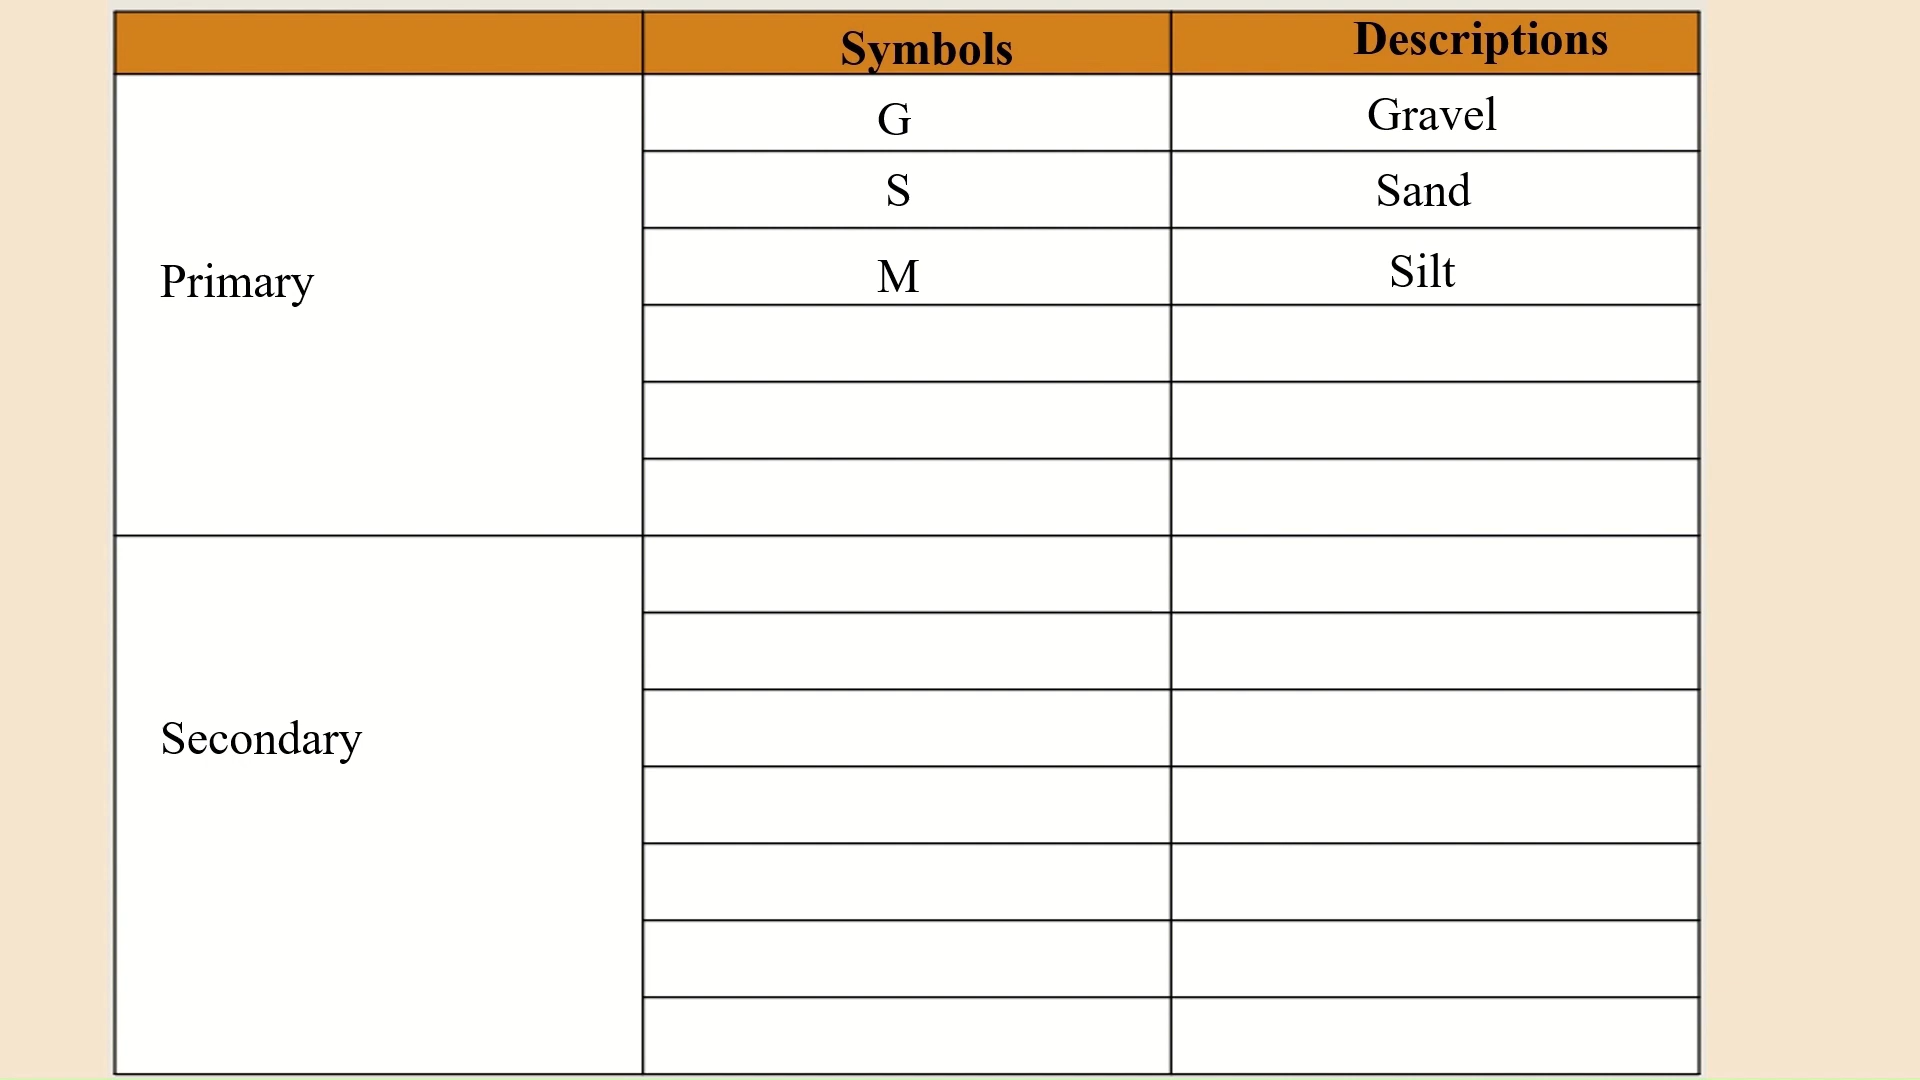 Symbols Descriptions
G Gravel
S Sand
M Silt
Primary
Secondary